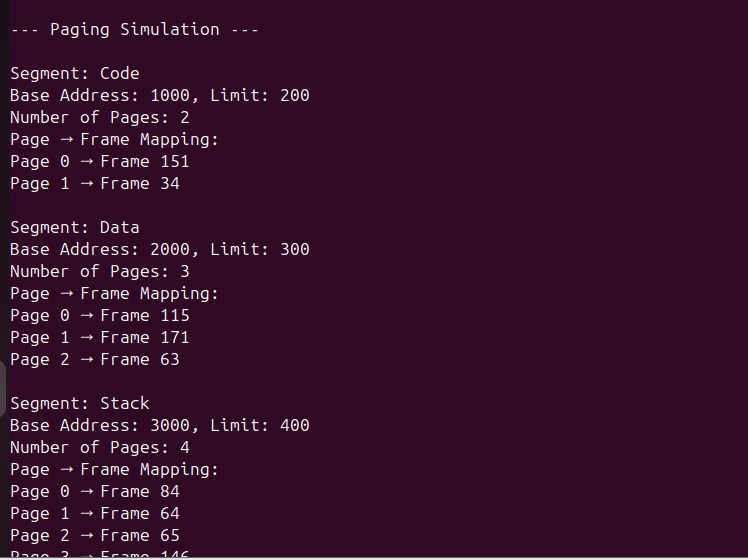 --- Paging Simulation ---
Segment: Code
Base Address: 1000, Limit: 200
Number of Pages: 2
Page → Frame Mapping:
Page 0 → Frame 151
Page 1 → Frame 34
Segment: Data
Base Address: 2000, Limit: 300
Number of Pages: 3
Page → Frame Mapping:
Page 0 → Frame 115
Page 1 → Frame 171
Page 2 → Frame 63
Segment: Stack
Base Address: 3000, Limit: 400
Number of Pages: 4
Page → Frame Mapping:
Page 0 → Frame 84
Page 1 → Frame 64
Page 2 → Frame 65
Page 3 → Frame 146